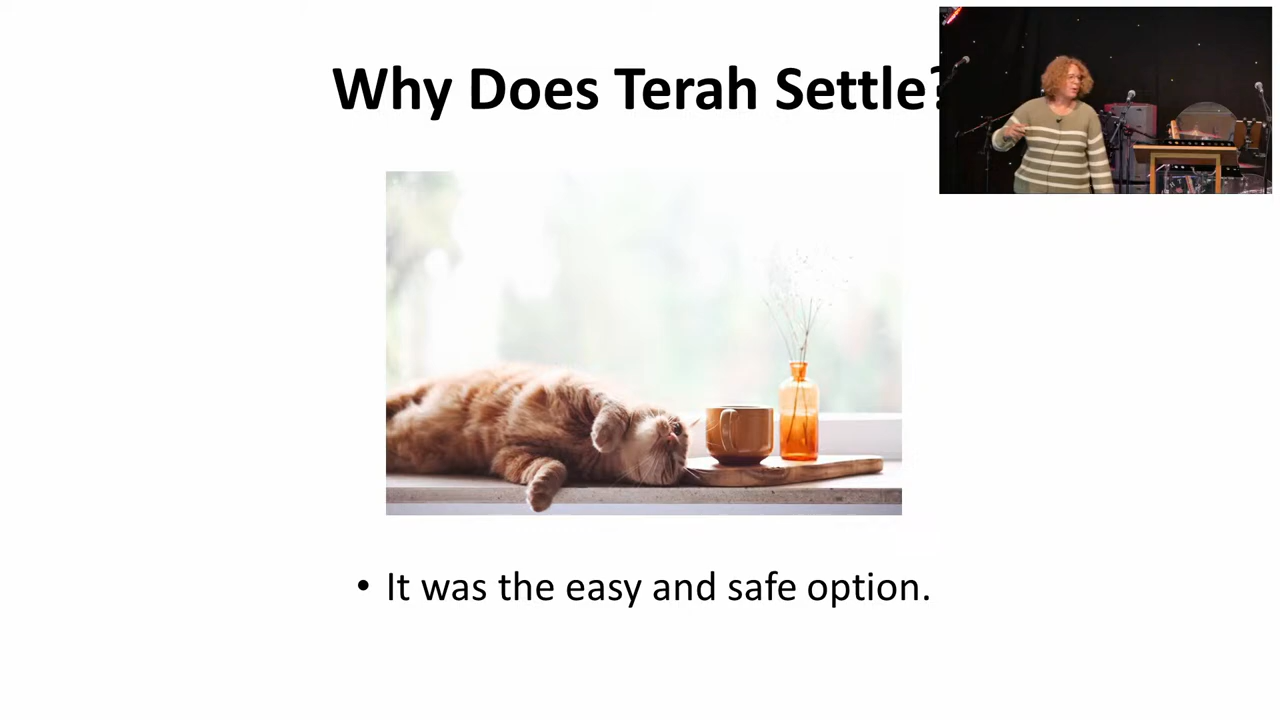 Why Does Terah Settle?
• It was the easy and safe option.